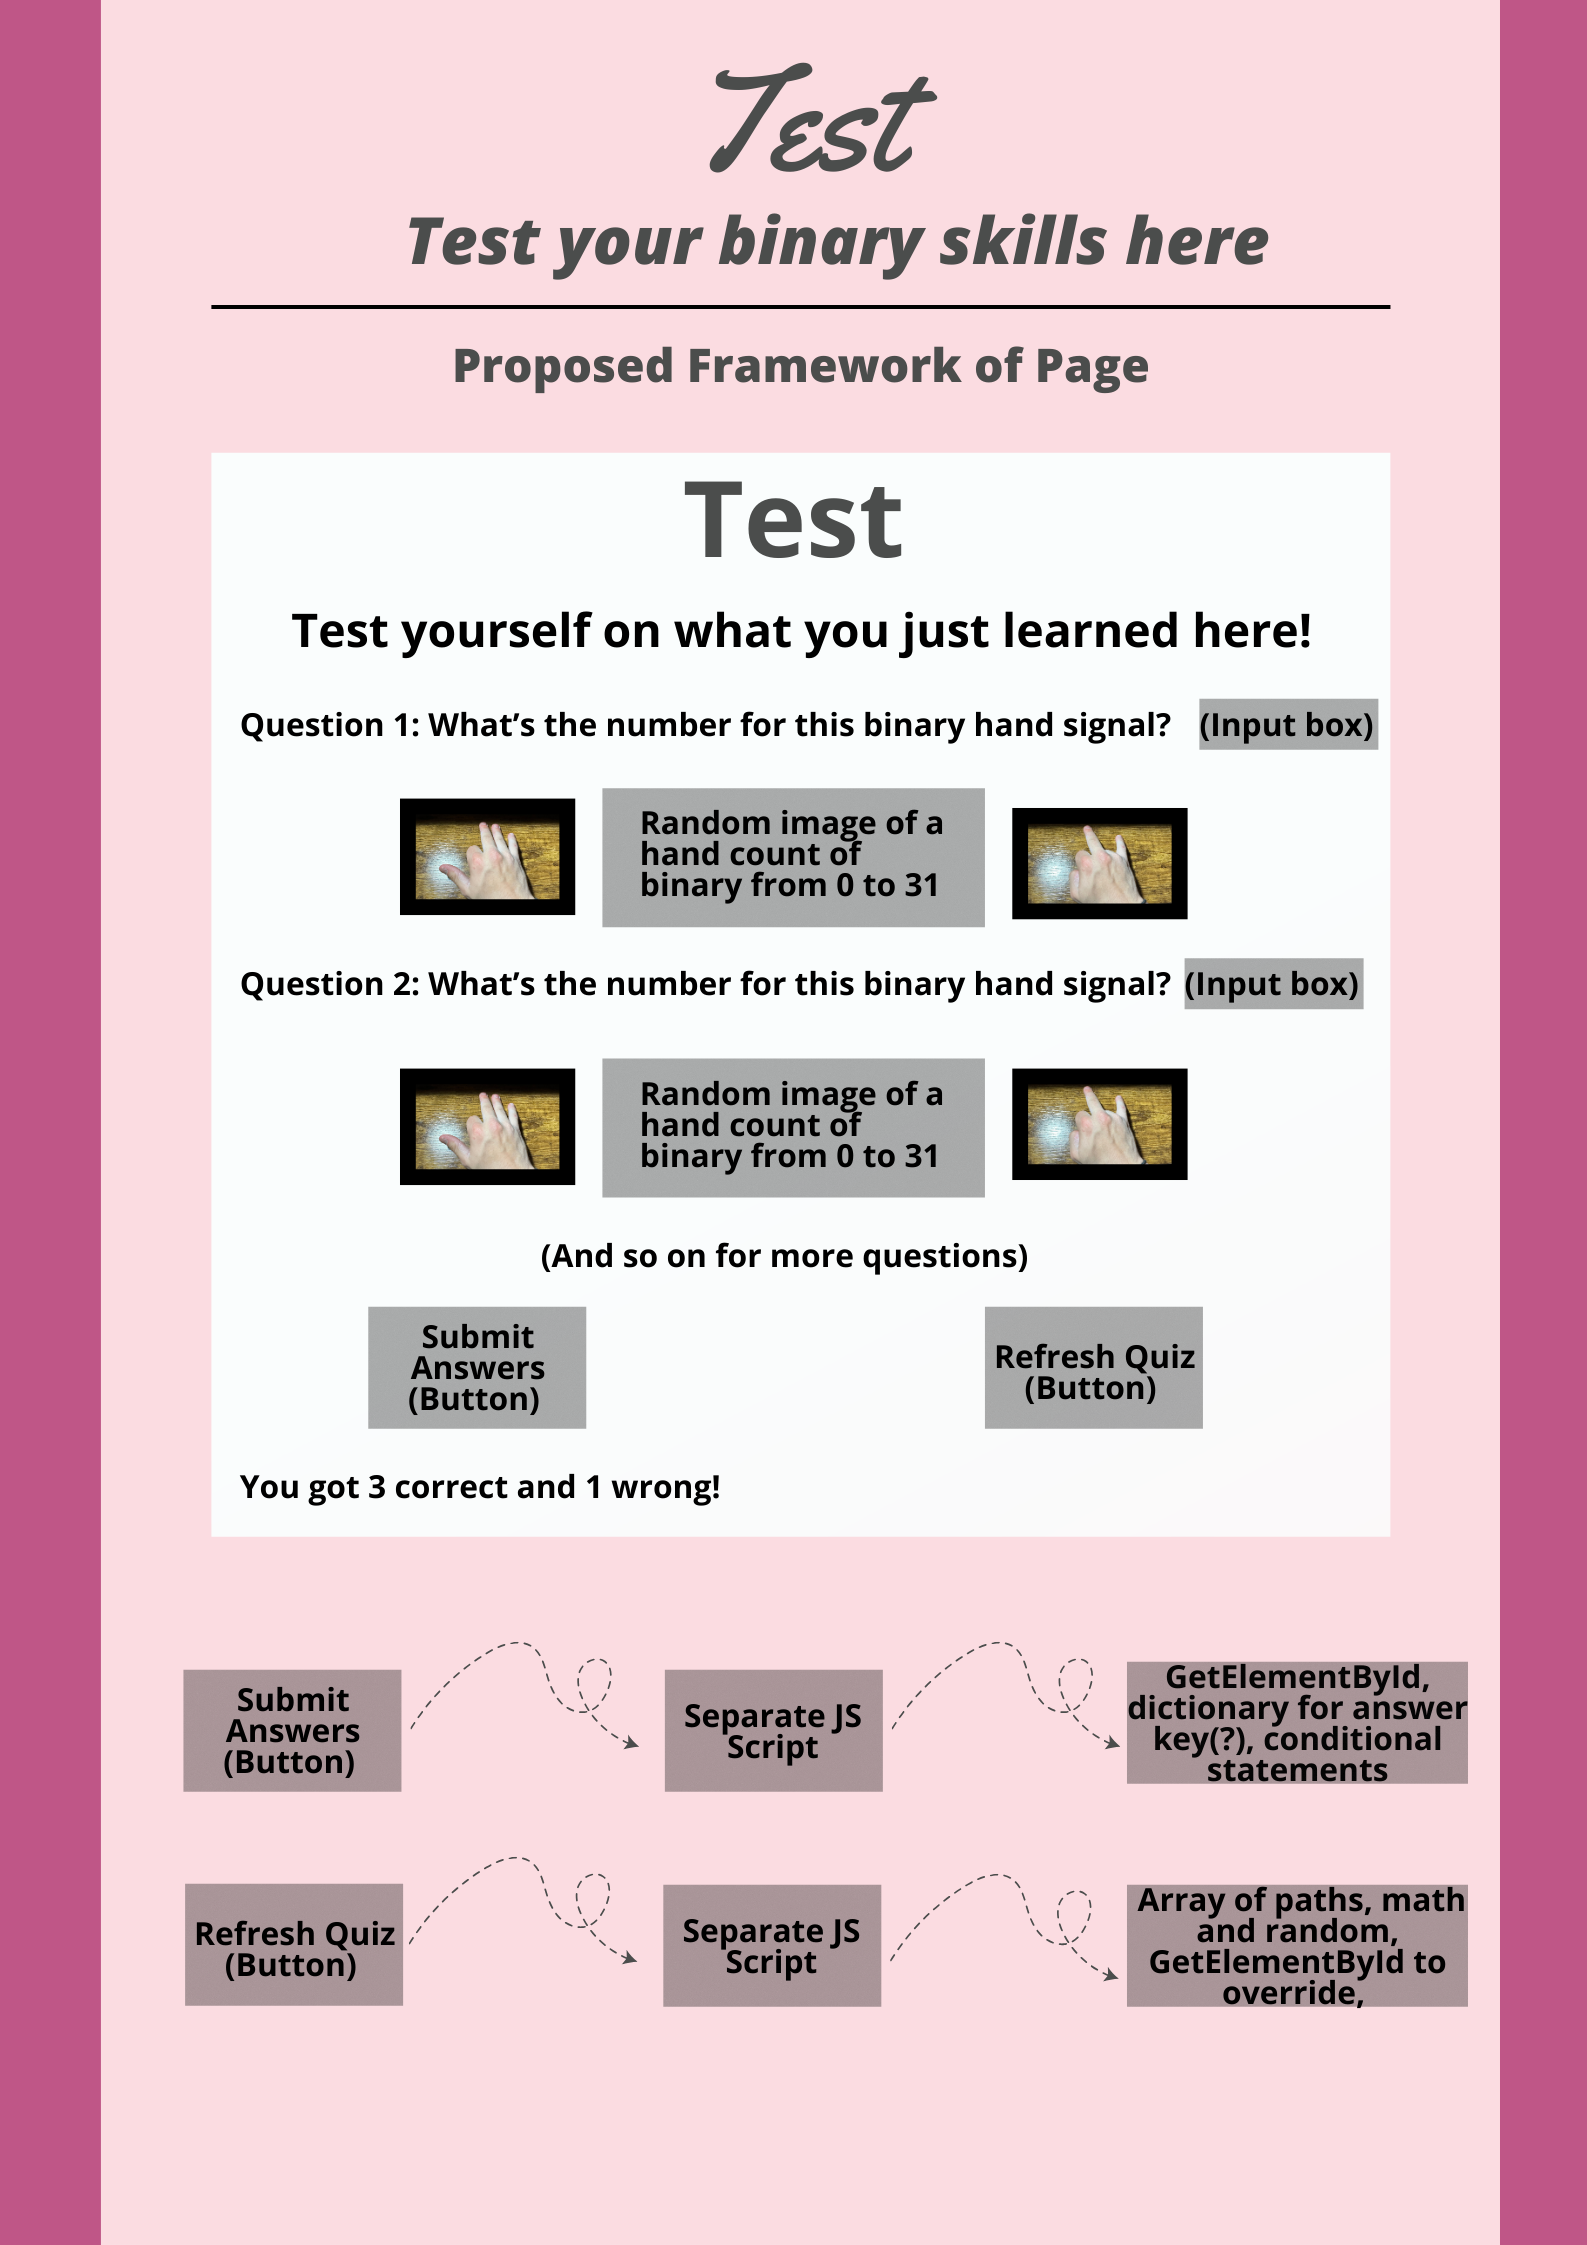 Test
Test your binary skills here
Proposed Framework of Page
Test
Test yourself on what you just learned here!
Question 1: What’s the number for this binary hand signal? (Input box)
Random image of a
hand count of
binary from 0 to 31
Question 2: What’s the number for this binary hand signal? (Input box)
Random image of a
hand count of
binary from 0 to 31
(And so on for more questions)
Submit
Answers
(Button)
Refresh Quiz
(Button)
You got 3 correct and 1 wrong!
Submit
Answers
(Button)
Separate JS
Script
GetElementById,
dictionary for answer
key(?), conditional
statements
Refresh Quiz
(Button)
Separate JS
Script
Array of paths, math
and random,
GetElementById to
override,